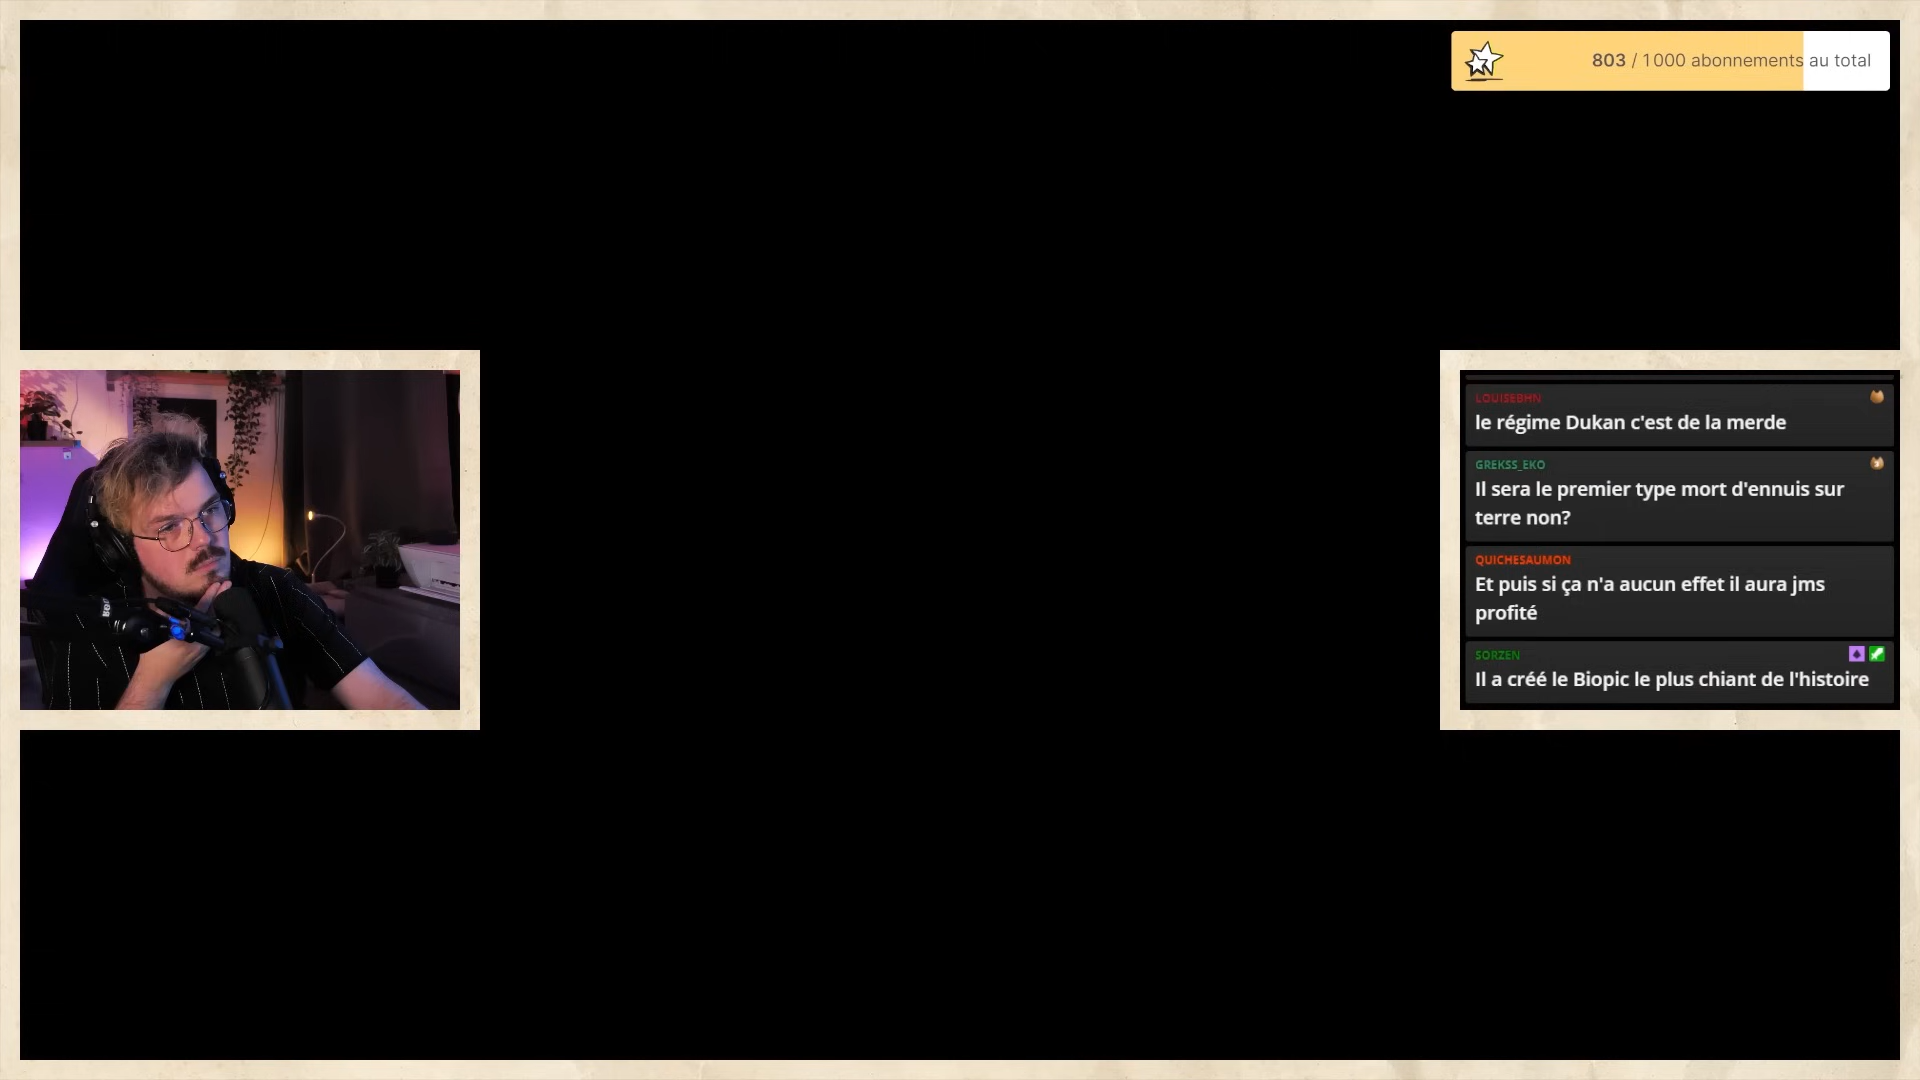 803 / 1000 abonnements au total
LOUISEBHN
le régime Dukan c'est de la merde
GREKSS_EKO
Il sera le premier type mort d'ennuis sur
terre non?
QUICHESAUMON
Et puis si ça n'a aucun effet il aura jms
profité
SORZEN
Il a créé le Biopic le plus chiant de l'histoire